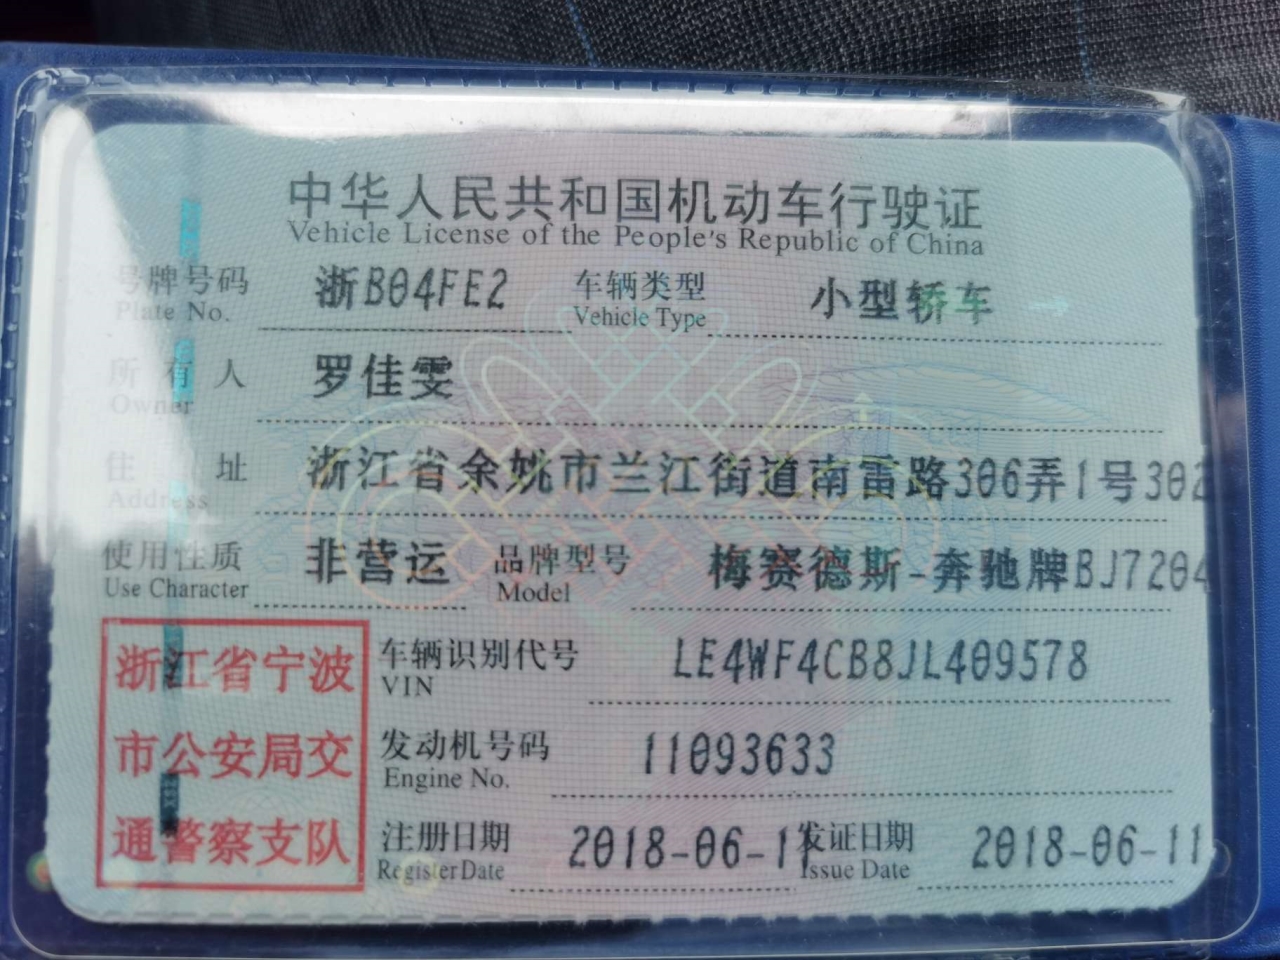 中华人民共和国机动车行驶证
Vehicle License of the People's Republic of China
号牌号码 浙B04FE2 车辆类型 小型轿车
Plate No. Vehicle Type
所有人 罗佳雯
Owner
住址 浙江省余姚市兰江街道南雷路306弄1号302
Address
使用性质 非营运 品牌型号 梅赛德斯-奔驰牌BJ7204
Use Character Model
浙江省宁波
市公安局交
通警察支队
车辆识别代号 LE4WF4CB8JL409578
VIN
发动机号码 11093633
Engine No.
注册日期 2018-06-11 发证日期 2018-06-11
Register Date Issue Date